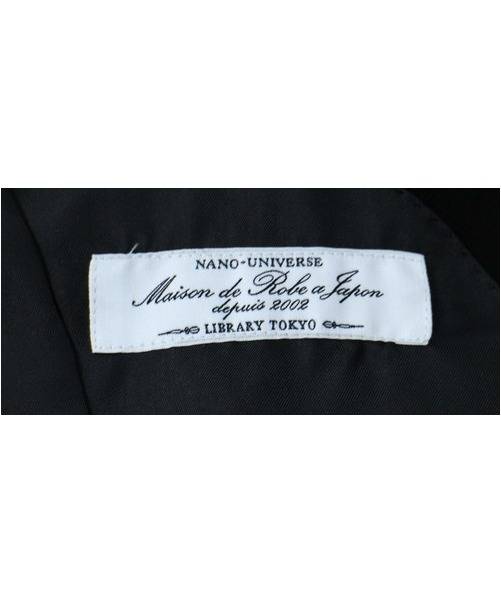 NANO-UNIVERSE
Maison de Robe a Japon
depuis 2002
LIBRARY TOKYO